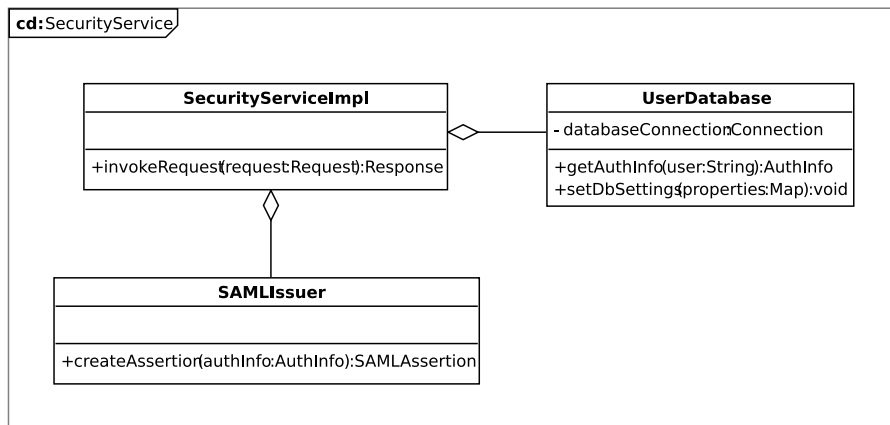 cd:SecurityService
SecurityServiceImpl
+invokeRequest(request:Request):Response
UserDatabase
- databaseConnection:Connection
+getAuthInfo(user:String):AuthInfo
+setDbSettings(properties:Map):void
SAMLIssuer
+createAssertion(authInfo:AuthInfo):SAMLAssertion